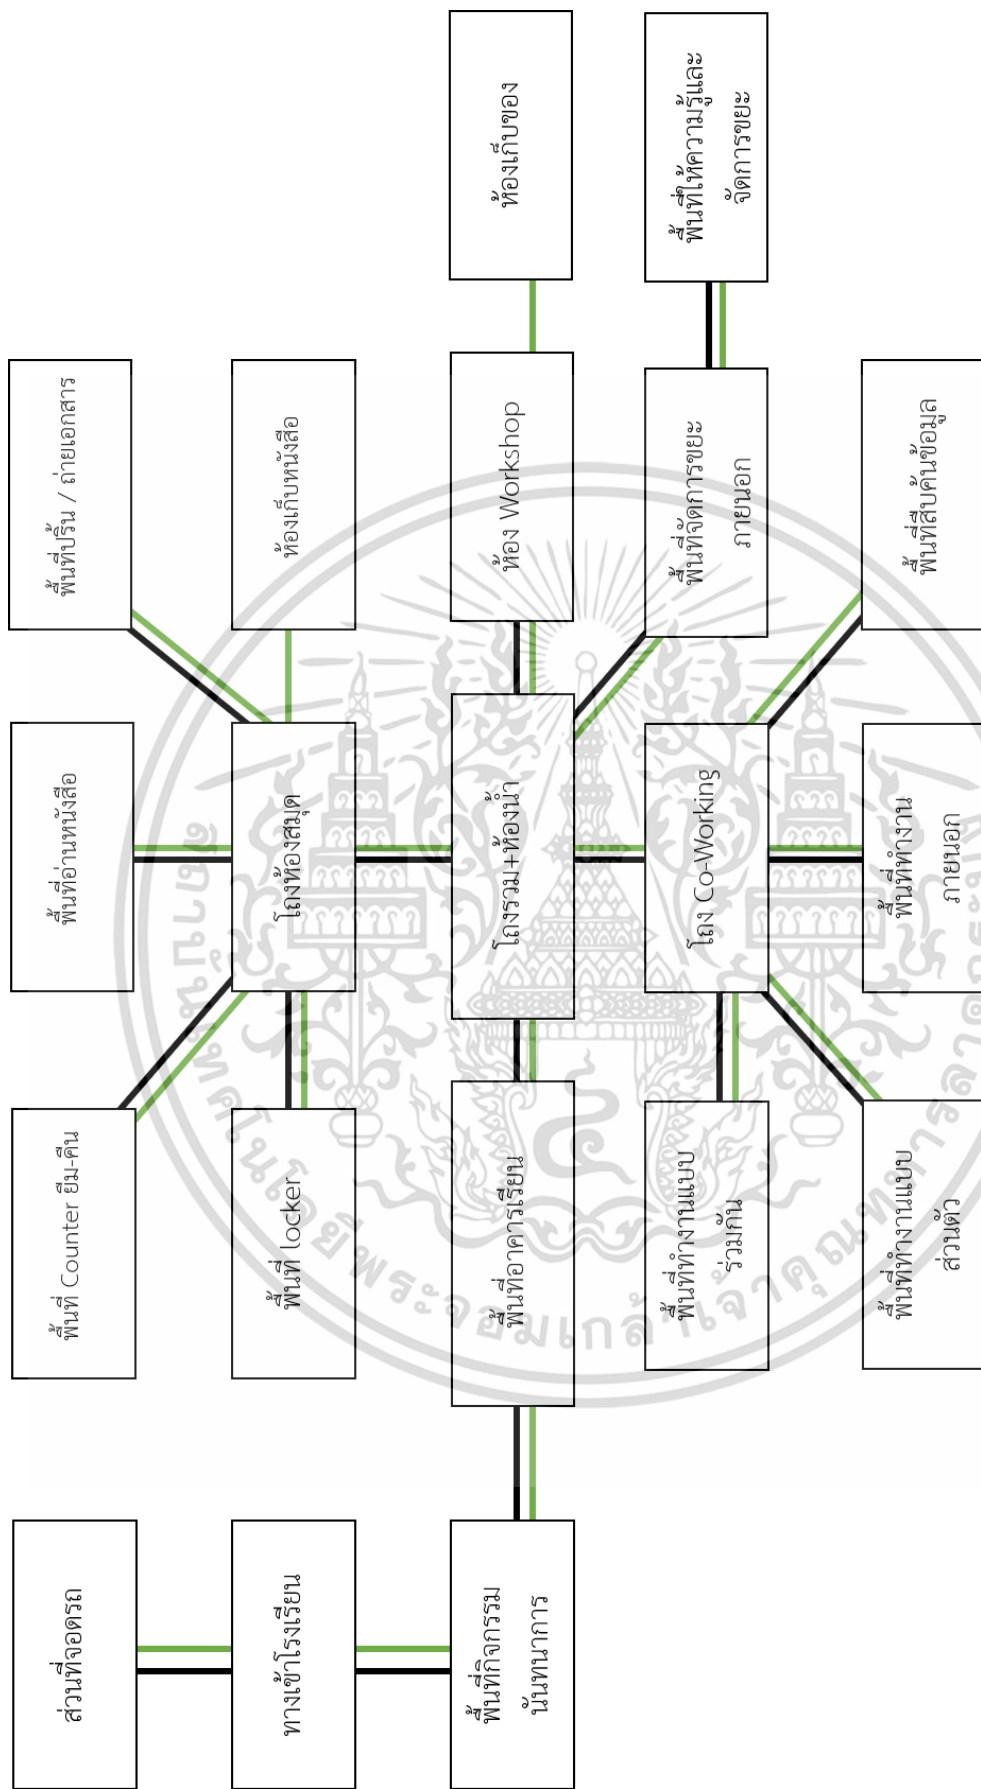 ส่วนที่จอดรถ
พื้นที่ Counter ยืม-คืน
พื้นที่อ่านหนังสือ
พื้นที่ปริ้น / ถ่ายเอกสาร
ทางเข้าโรงเรียน
พื้นที่ locker
โถงห้องสมุด
ห้องเก็บหนังสือ
พื้นที่กิจกรรม
นันทนาการ
พื้นที่อาคารเรียน
โถงรวม+ห้องน้ำ
ห้อง Workshop
ห้องเก็บของ
พื้นที่ทำงานแบบ
ร่วมกัน
โถง Co-Working
พื้นที่จัดการขยะ
ภายนอก
พื้นที่ให้ความรู้และ
จัดการขยะ
พื้นที่ทำงานแบบ
ส่วนตัว
พื้นที่ทำงาน
ภายนอก
พื้นที่สืบค้นข้อมูล